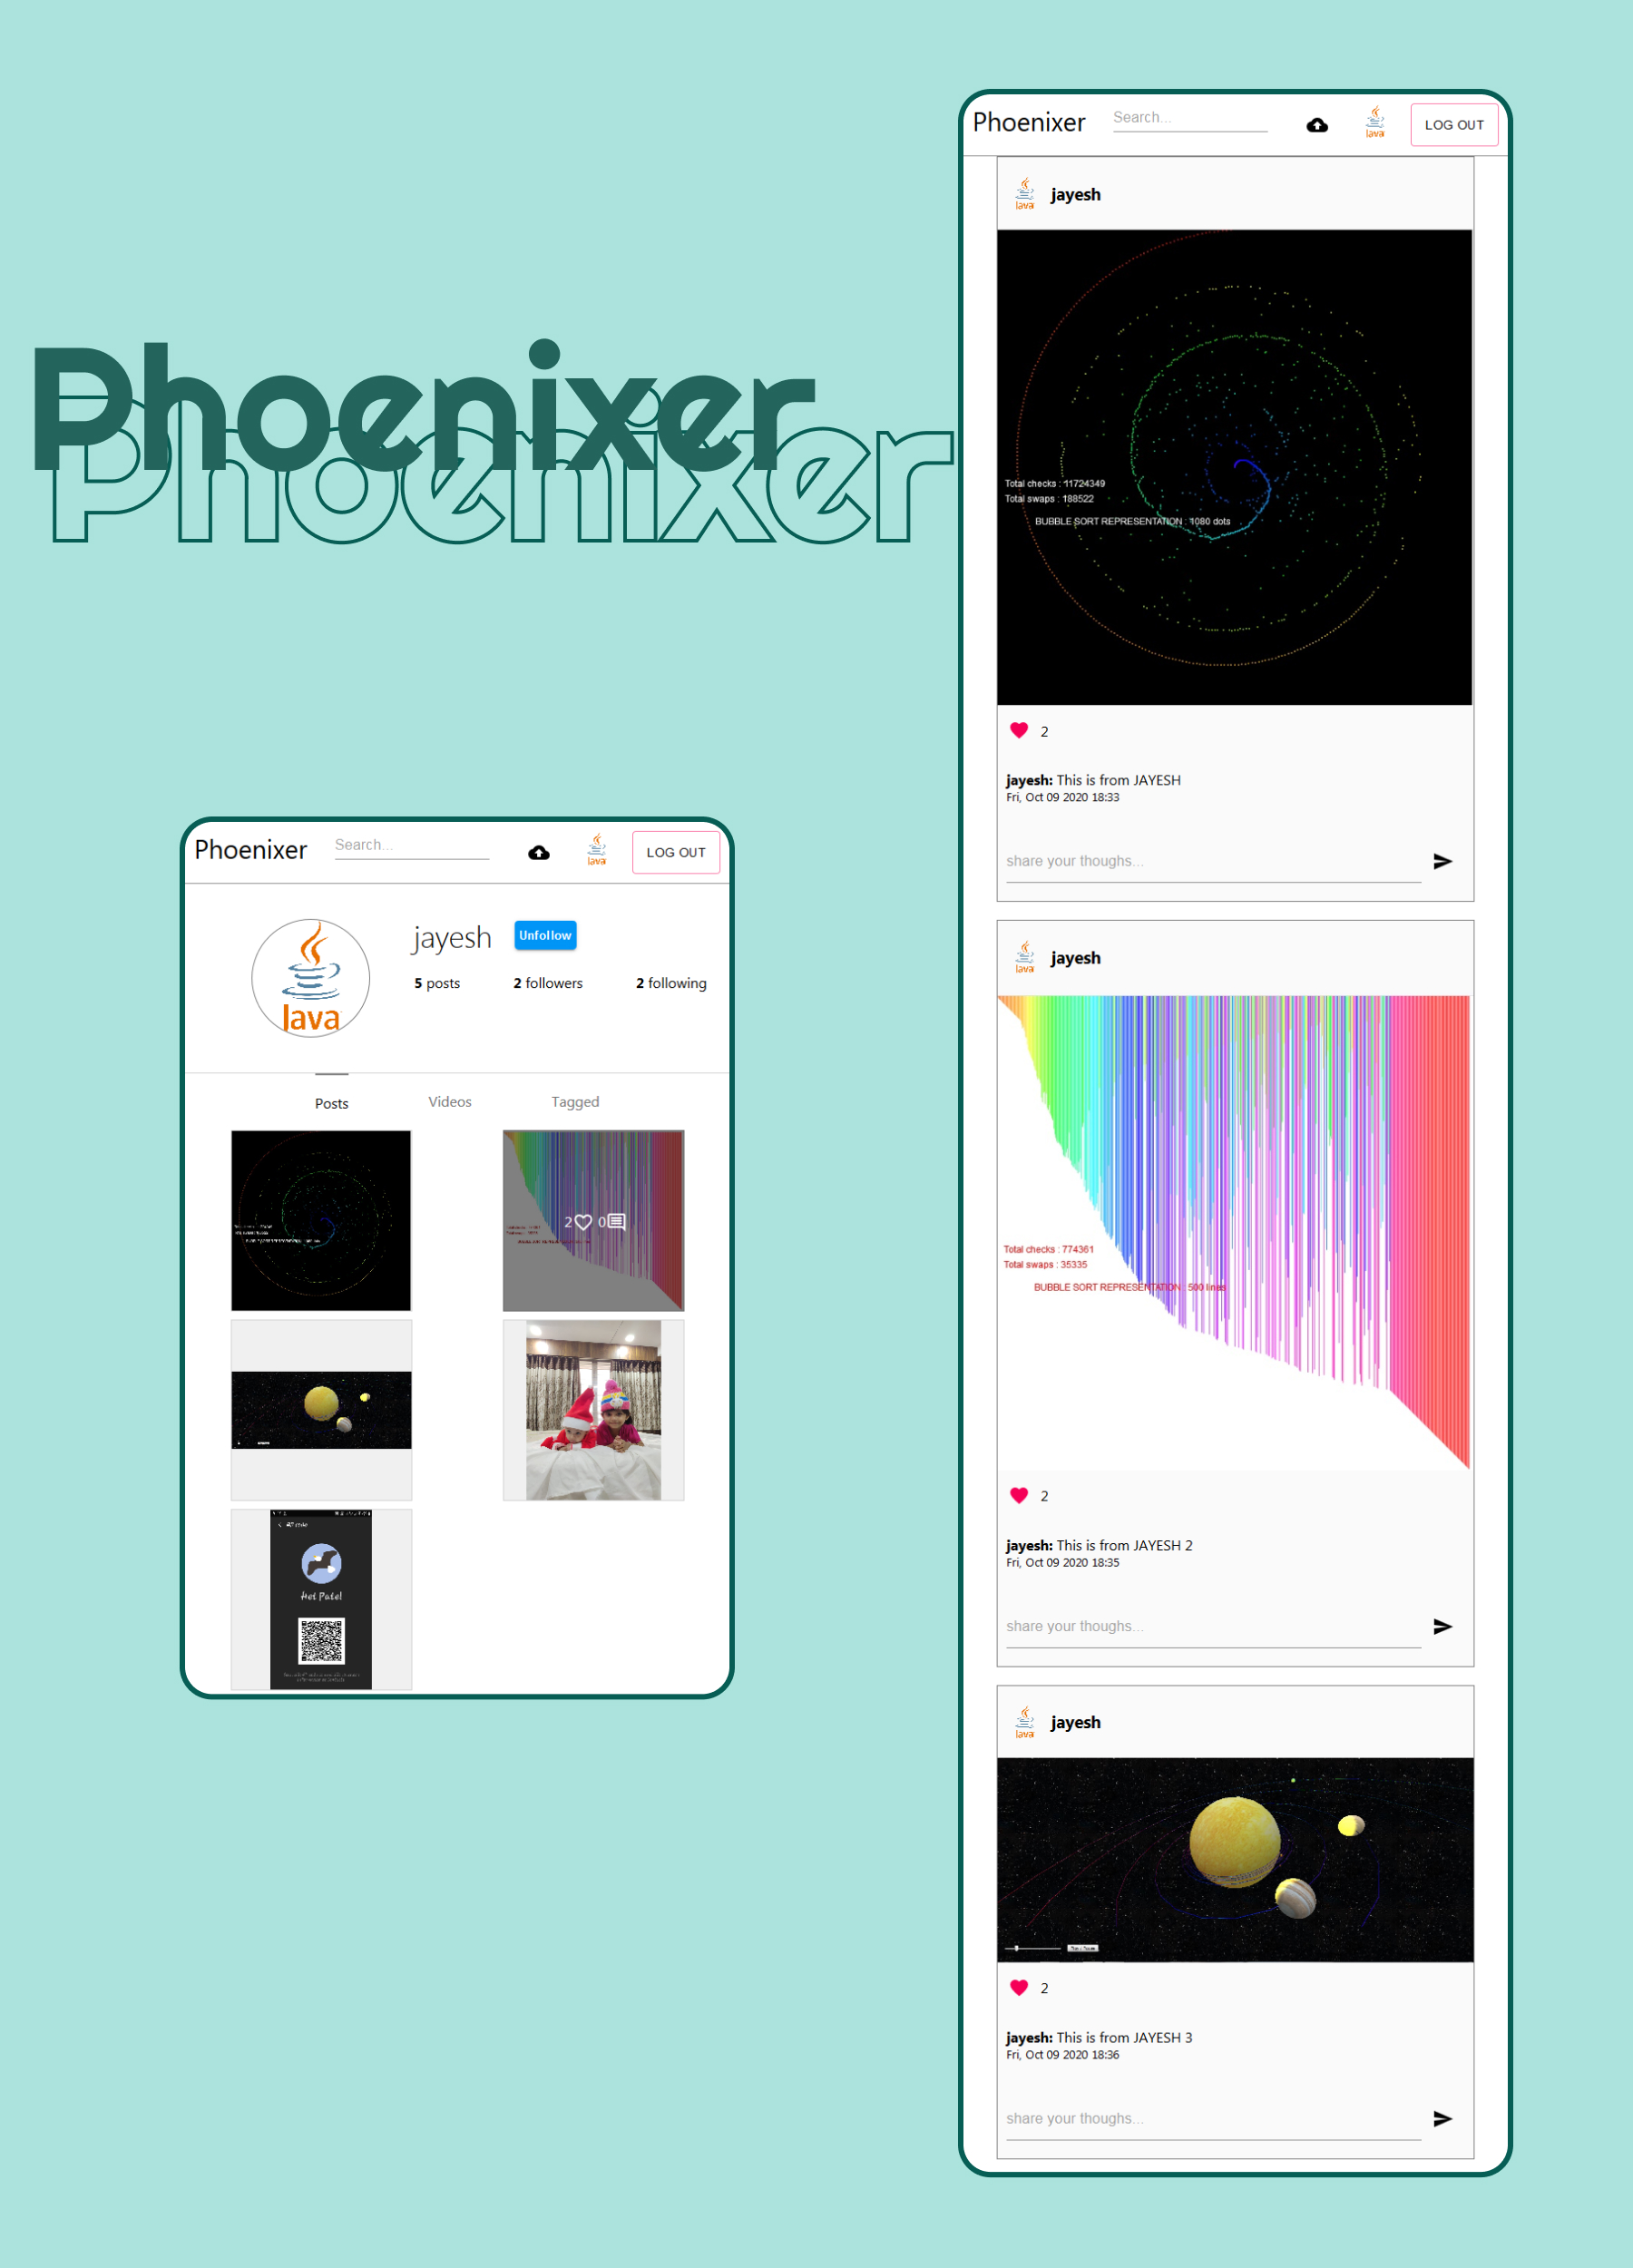 Phoenixer
Phoenixer
Phoenixer
Search...
LOG OUT
Java
jayesh
Unfollow
5 posts
2 followers
2 following
Java
Posts
Videos
Tagged
2
0
Het Patel
Phoenixer
Search...
Java
LOG OUT
Java
jayesh
Total checks : 11724349
Total swaps : 188522
BUBBLE SORT REPRESENTATION : 1080 dots
2
jayesh: This is from JAYESH
Fri, Oct 09 2020 18:33
share your thoughs...
Java
jayesh
Total checks : 774361
Total swaps : 35335
BUBBLE SORT REPRESENTATION : 500 lines
2
jayesh: This is from JAYESH 2
Fri, Oct 09 2020 18:35
share your thoughs...
Java
jayesh
2
jayesh: This is from JAYESH 3
Fri, Oct 09 2020 18:36
share your thoughs...